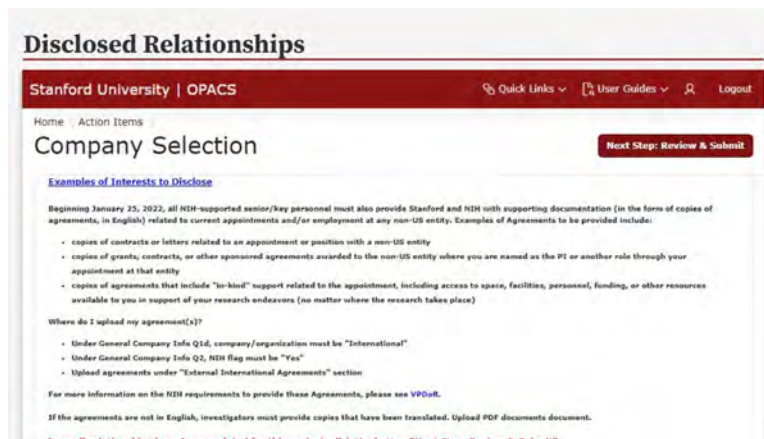 Disclosed Relationships
Stanford University | OPACS
Quick Links
User Guides
Logout
Home
Action Items
Company Selection
Next Step: Review & Submit
Examples of Interests to Disclose
Beginning January 25, 2022, all NIH-supported senior/key personnel must also provide Stanford and NIH with supporting documentation (in the form of copies of
agreements, in English) related to current appointments and/or employment at any non-US entity. Examples of Agreements to be provided include:
• copies of contracts or letters related to an appointment or position with a non-US entity
• copies of grants, contracts, or other sponsored agreements awarded to the non-US entity where you are named as the PI or another role through your
appointment at that entity
• copies of agreements that include "in-kind" support related to the appointment, including access to space, facilities, personnel, funding, or other resources
available to you in support of your research endeavors (no matter where the research takes place)
Where do I upload my agreement(s)?
• Under General Company Info Q1d, company/organization must be "International"
• Under General Company Info Q2, NIH flag must be "Yes"
• Upload agreements under "External International Agreements" section
For more information on the NIH requirements to provide these Agreements, please see VPDoR.
If the agreements are not in English, investigators must provide copies that have been translated. Upload PDF documents document.